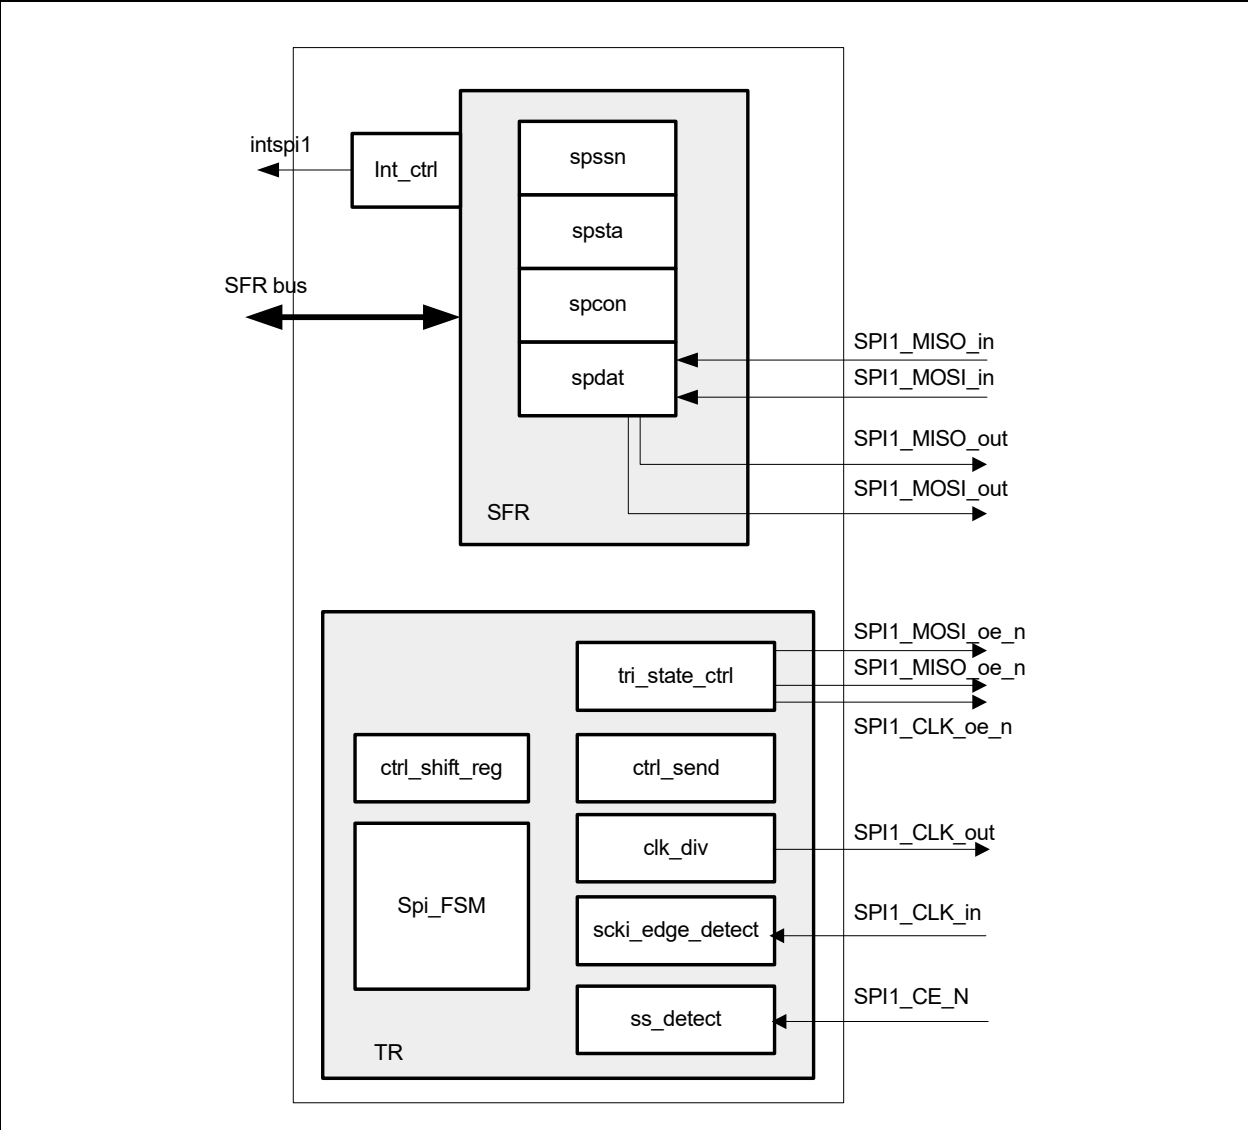 spssn
intspi1
Int_ctrl
spsta
SFR bus
spcon
SPI1_MISO_in
spdat
SPI1_MOSI_in
SPI1_MISO_out
SPI1_MOSI_out
SFR
SPI1_MOSI_oe_n
tri_state_ctrl
SPI1_MISO_oe_n
SPI1_CLK_oe_n
ctrl_shift_reg
ctrl_send
SPI1_CLK_out
clk_div
Spi_FSM
SPI1_CLK_in
scki_edge_detect
SPI1_CE_N
ss_detect
TR